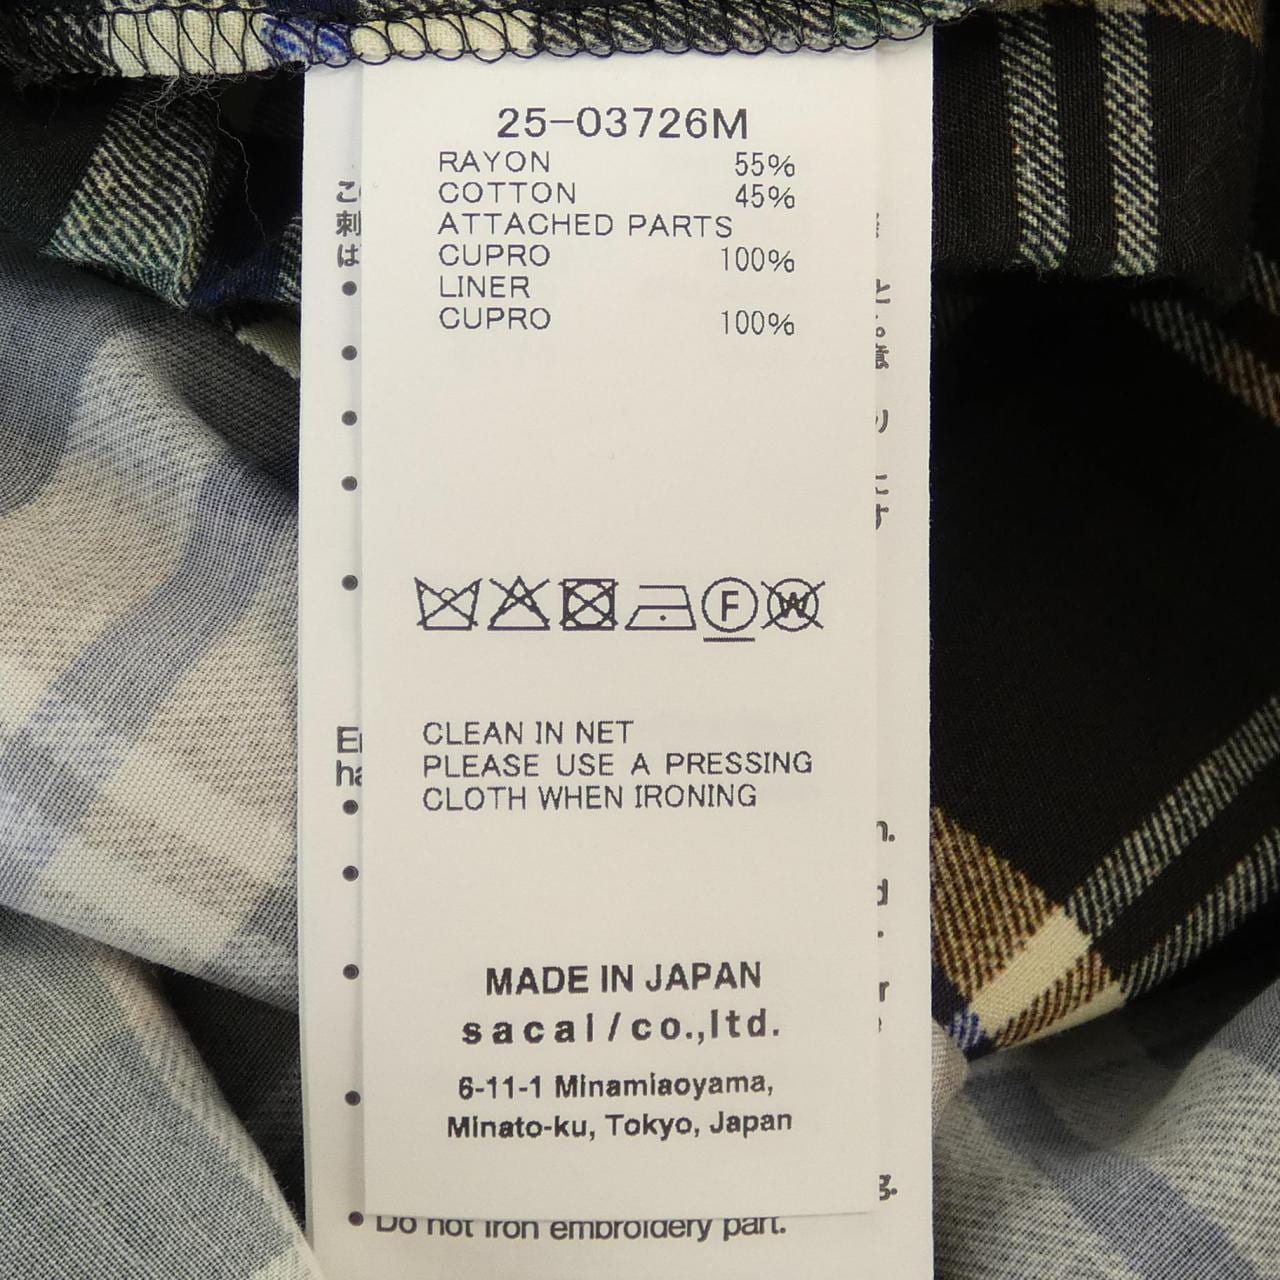 25-03726M
RAYON 55%
COTTON 45%
ATTACHED PARTS
CUPRO 100%
LINER
CUPRO 100%
F W
CLEAN IN NET
PLEASE USE A PRESSING
CLOTH WHEN IRONING
MADE IN JAPAN
sacai/co.,ltd.
6-11-1 Minamiaoyama,
Minato-ku, Tokyo, Japan
Do not iron embroidery part.